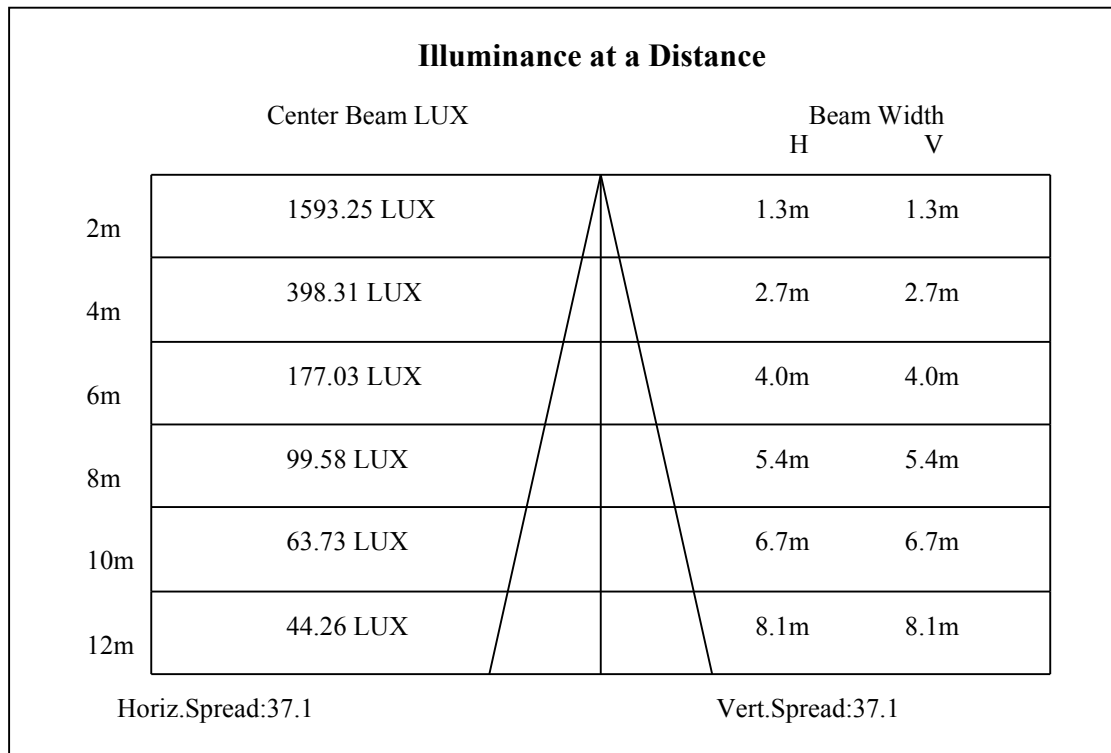 Illuminance at a Distance
Center Beam LUX Beam Width
H V
2m 1593.25 LUX 1.3m 1.3m
4m 398.31 LUX 2.7m 2.7m
6m 177.03 LUX 4.0m 4.0m
8m 99.58 LUX 5.4m 5.4m
10m 63.73 LUX 6.7m 6.7m
12m 44.26 LUX 8.1m 8.1m
Horiz.Spread:37.1 Vert.Spread:37.1